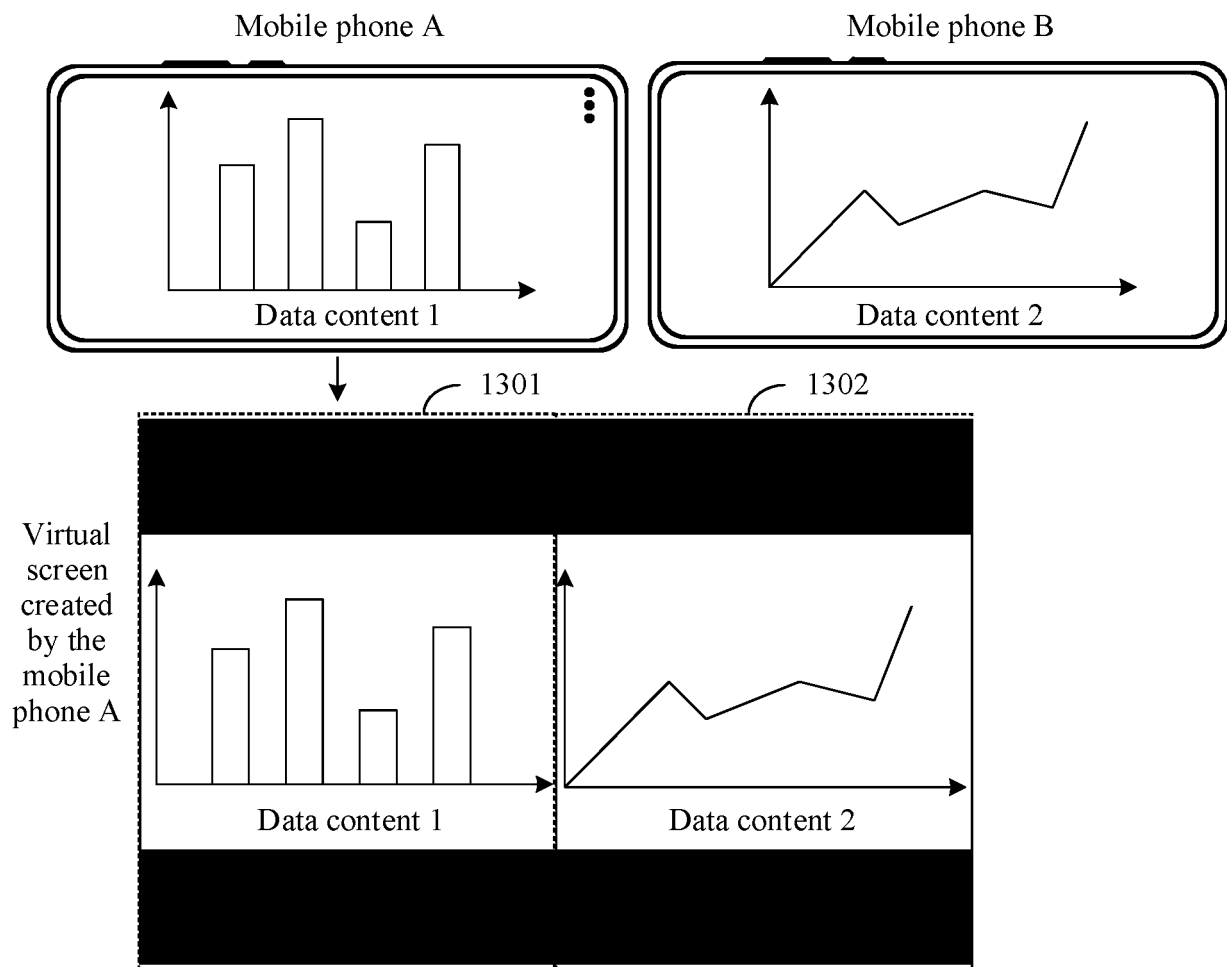 Mobile phone A
Mobile phone B
Data content 1
Data content 2
1301
1302
Virtual
screen
created
by the
mobile
phone A
Data content 1
Data content 2